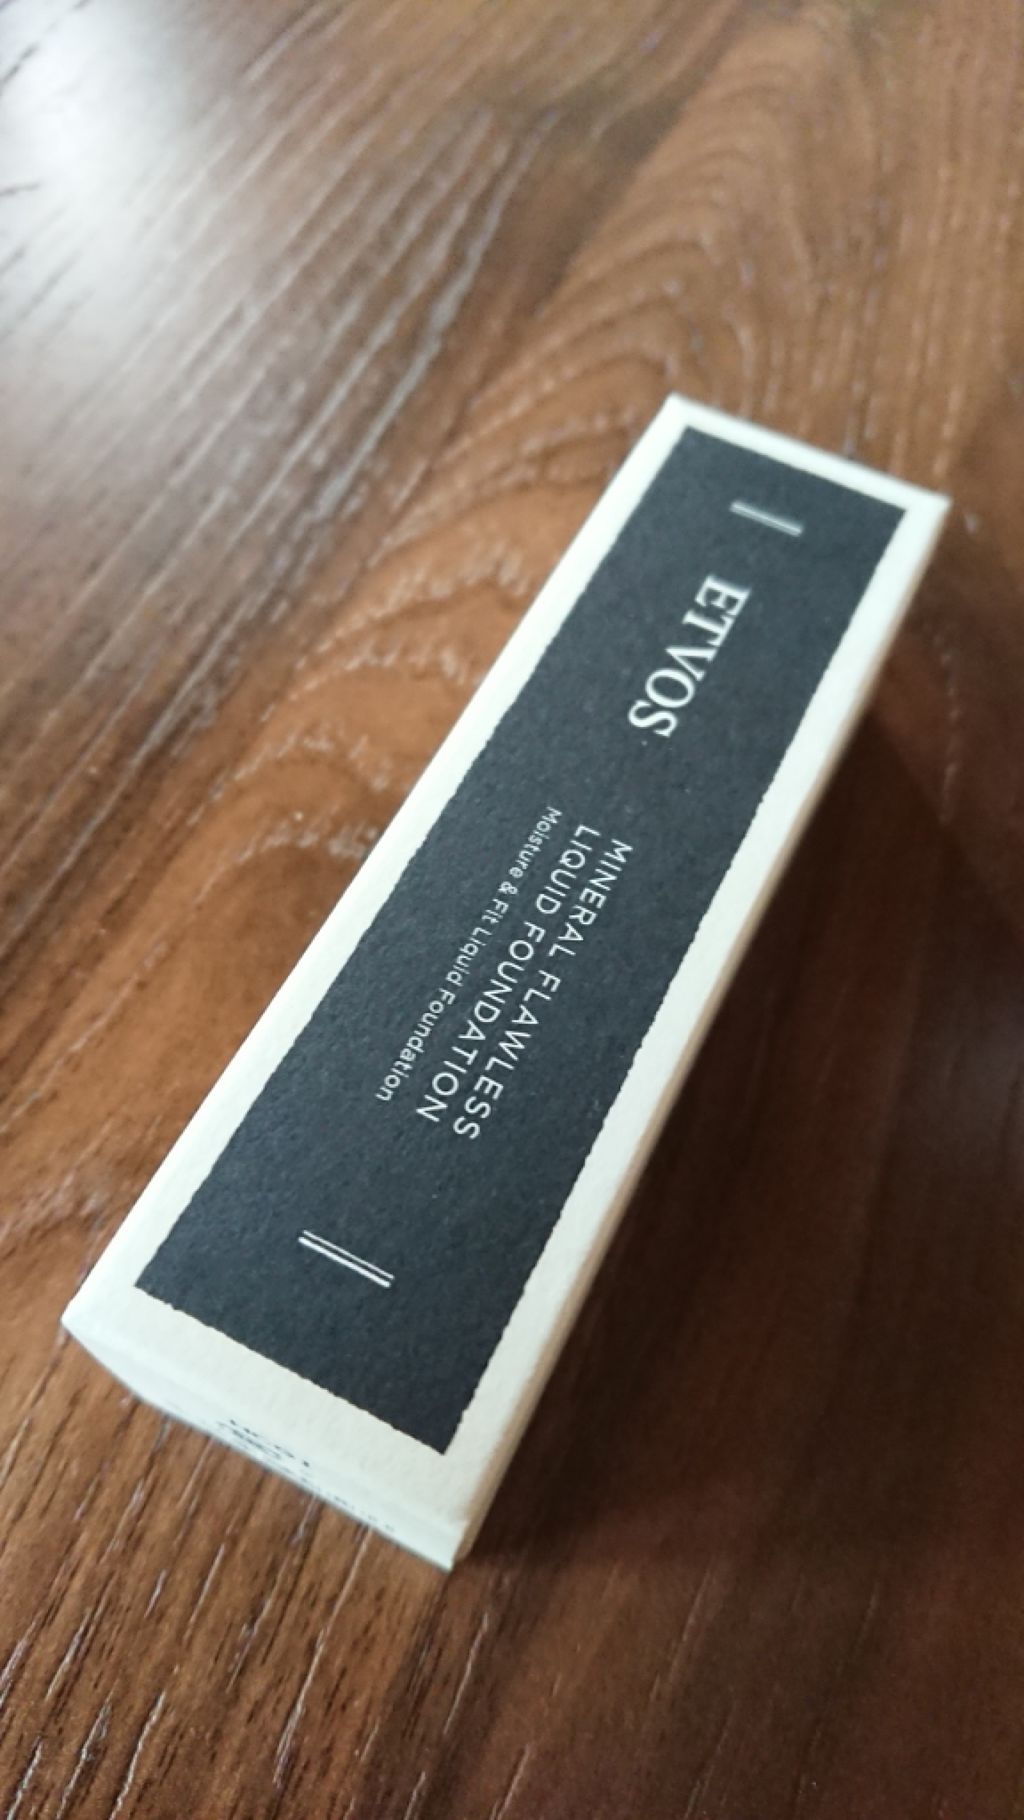 ETVOS
MINERAL FLAWLESS
LIQUID FOUNDATION
Moisture & Fit Liquid Foundation